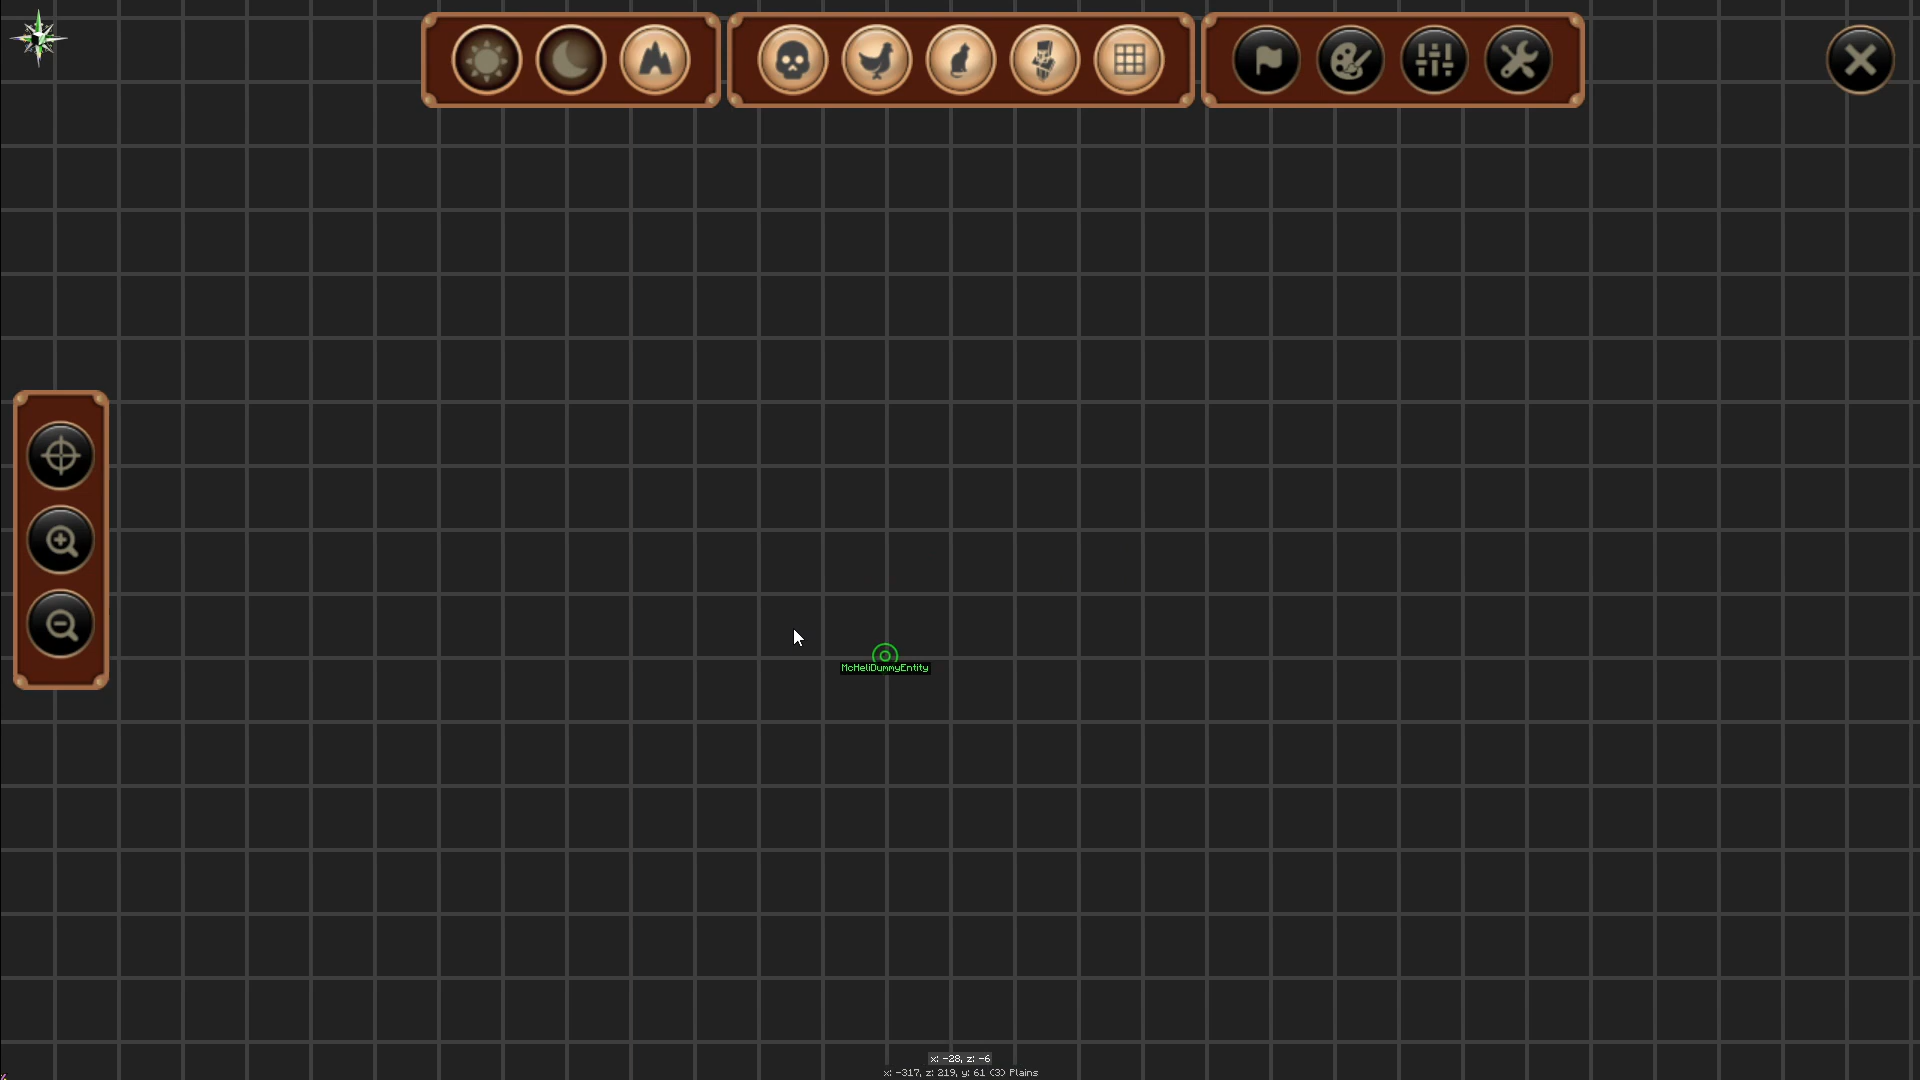 McHeliDummyEntity
x: -28, z: -6
x: -317, z: 219, y: 61 (3) Plains